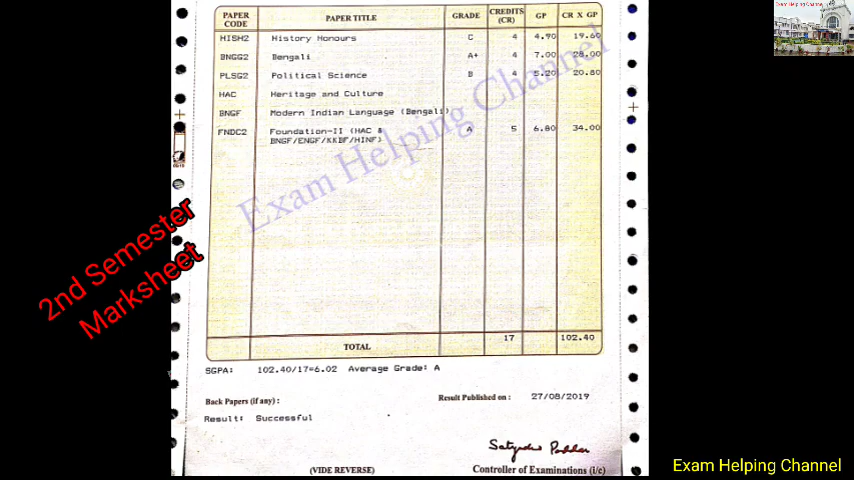 PAPER CODE PAPER TITLE GRADE CREDITS (CR) GP CR X GP
HISH2 History Honours C 4 4.90 19.60
BNGG2 Bengali A+ 4 7.00 28.00
PLSG2 Political Science B 4 5.20 20.80
HAC Heritage and Culture
BNGF Modern Indian Language (Bengali)
FNDC2 Foundation-II (HAC & A 5 6.80 34.00
BNGF/ENGF/KKBF/HINF)
TOTAL 17 102.40
SGPA: 102.40/17=6.02 Average Grade: A
Back Papers (if any) : Result Published on : 27/08/2019
Result: Successful
(VIDE REVERSE) Controller of Examinations (i/c)
Exam Helping Channel
2nd Semester
Marksheet
Exam Helping Channel
Exam Helping Channel